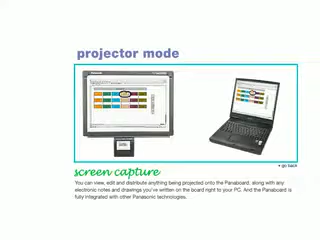 projector mode
• go back
screen capture
You can view, edit and distribute anything being projected onto the Panaboard, along with any
electronic notes and drawings you've written on the board right to your PC. And the Panaboard is
fully integrated with other Panasonic technologies.